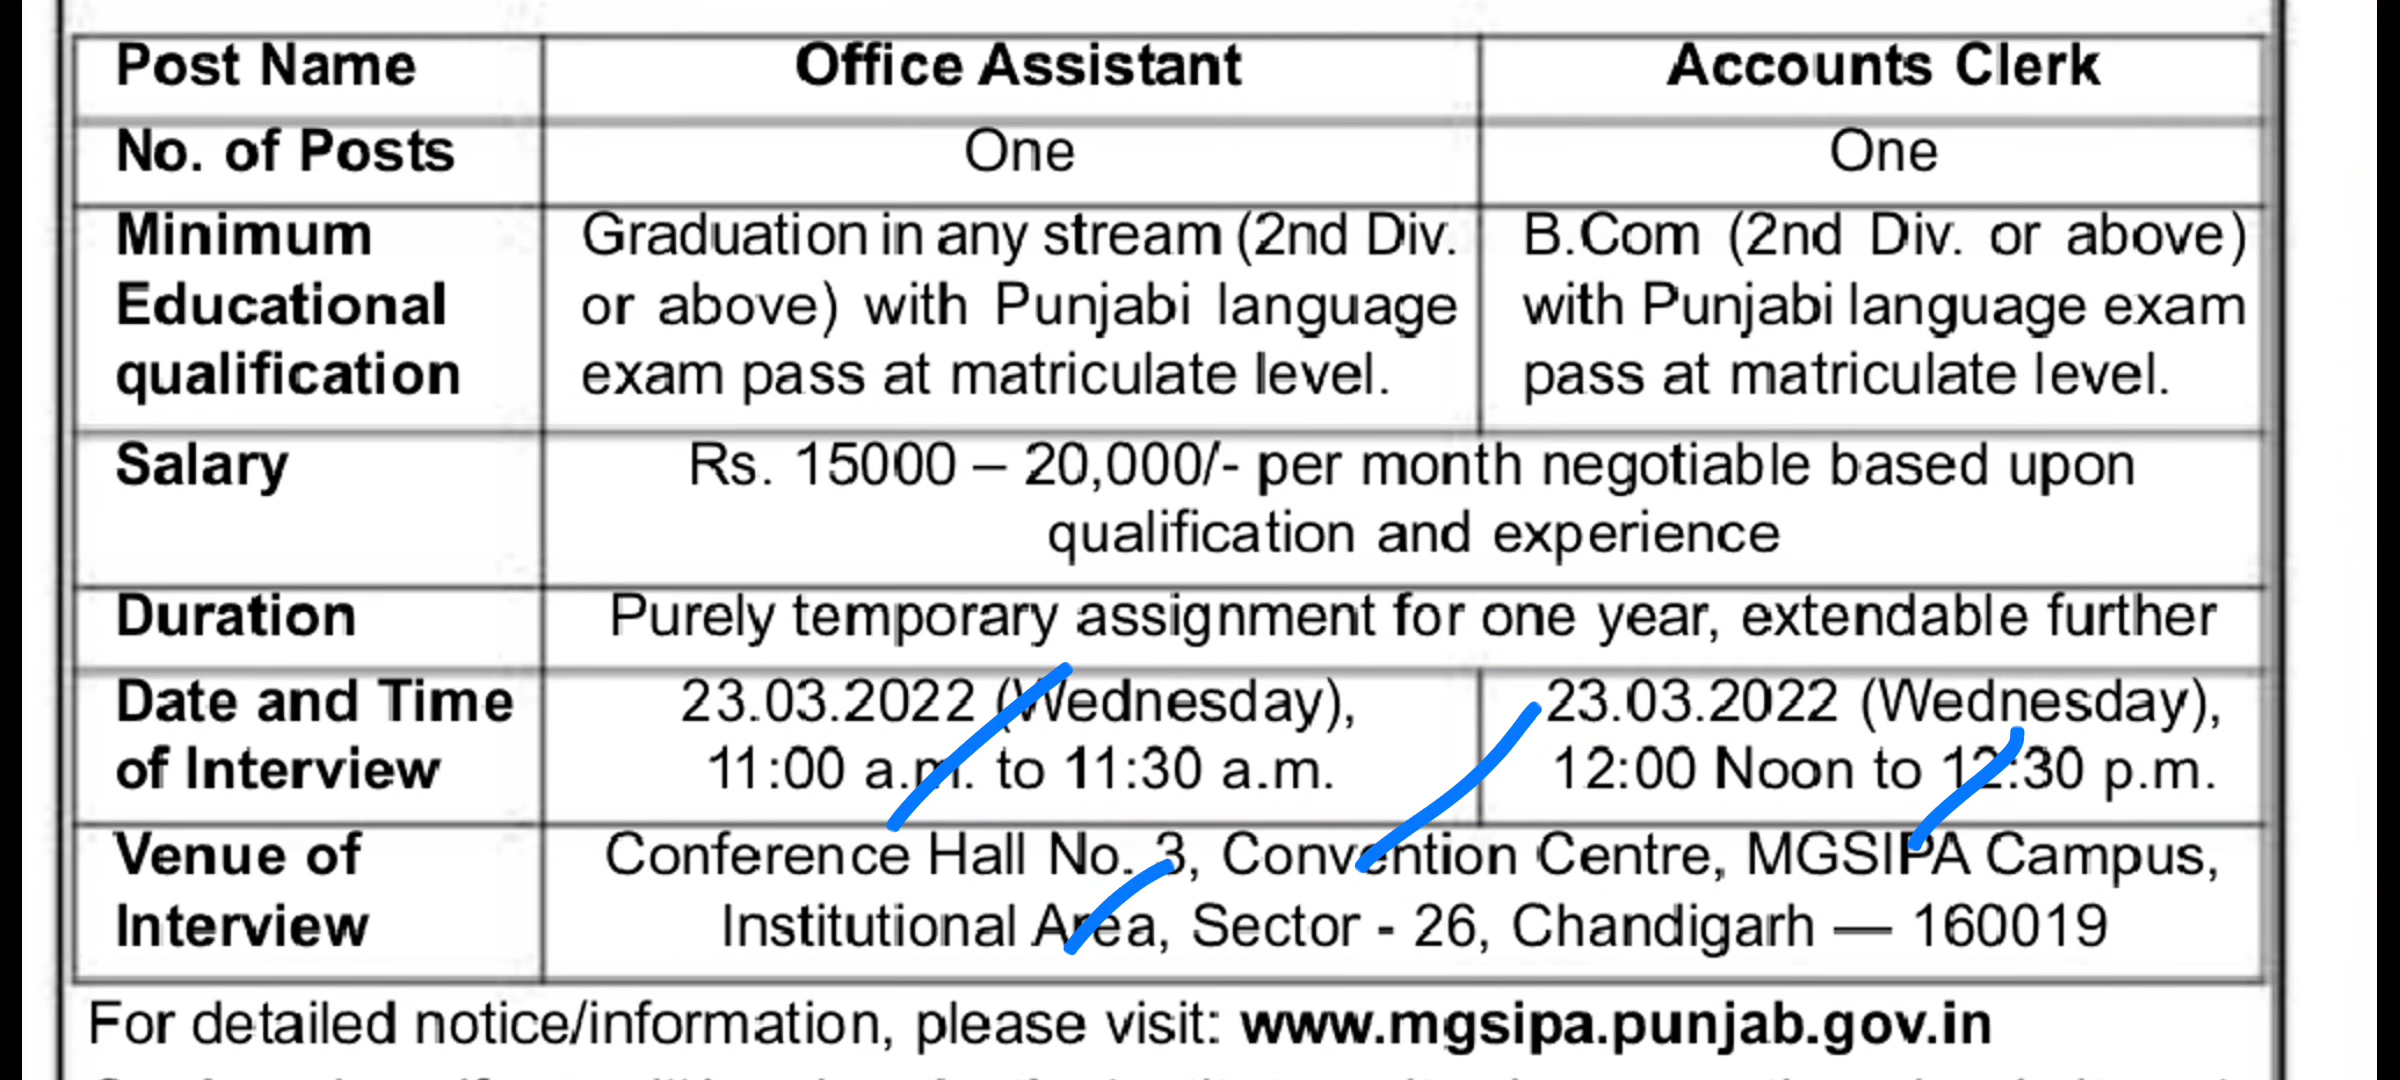 Post Name Office Assistant Accounts Clerk
No. of Posts One One
Minimum Graduation in any stream (2nd Div. B.Com (2nd Div. or above)
Educational or above) with Punjabi language with Punjabi language exam
qualification exam pass at matriculate level. pass at matriculate level.
Salary Rs. 15000 – 20,000/- per month negotiable based upon
qualification and experience
Duration Purely temporary assignment for one year, extendable further
Date and Time 23.03.2022 (Wednesday), 23.03.2022 (Wednesday),
of Interview 11:00 a.m. to 11:30 a.m. 12:00 Noon to 12:30 p.m.
Venue of Conference Hall No. 3, Convention Centre, MGSIPA Campus,
Interview Institutional Area, Sector - 26, Chandigarh — 160019
For detailed notice/information, please visit: www.mgsipa.punjab.gov.in